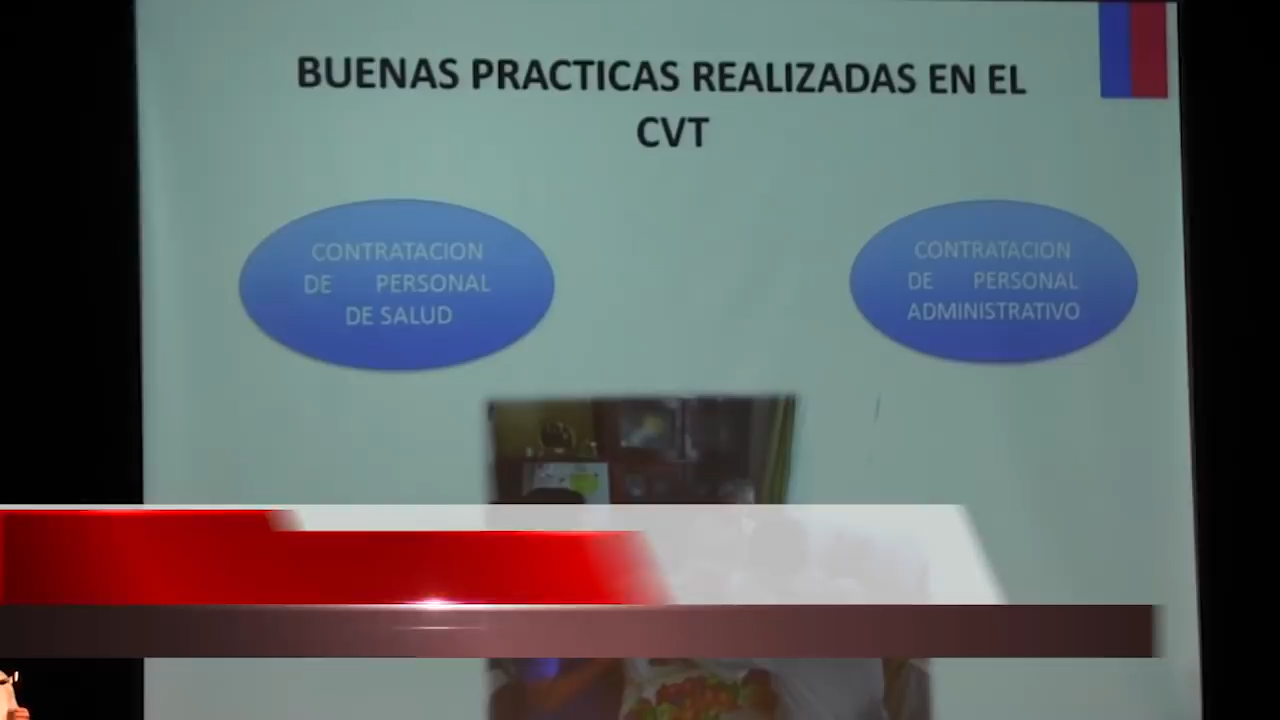 BUENAS PRACTICAS REALIZADAS EN EL
CVT
CONTRATACION
DE PERSONAL
DE SALUD
CONTRATACION
DE PERSONAL
ADMINISTRATIVO